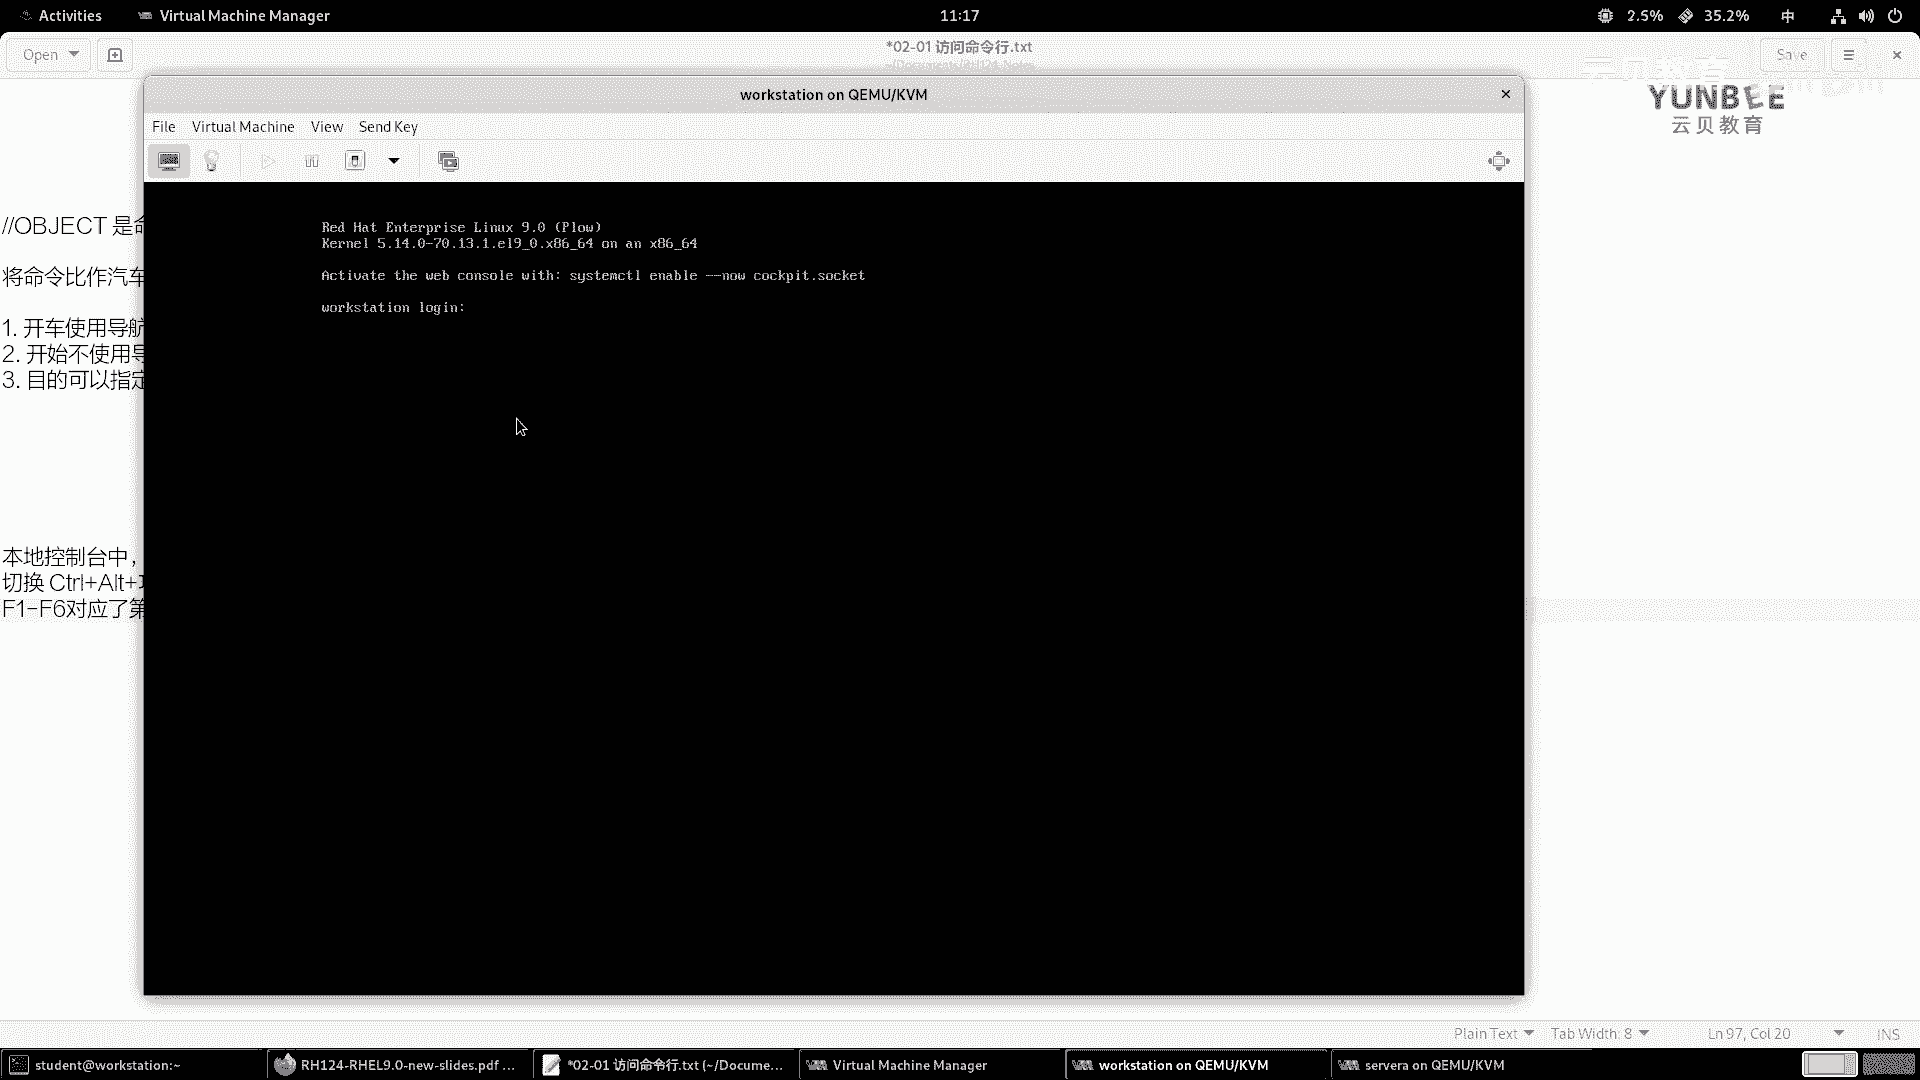 Activities
Virtual Machine Manager
11:17
2.5%
35.2%
中
Open
*02-01 访问命令行.txt
~/Documents/RH124-Notes
Save
YUNBEE
云贝教育
workstation on QEMU/KVM
File Virtual Machine View Send Key
Red Hat Enterprise Linux 9.0 (Plow)
Kernel 5.14.0-70.13.1.el9_0.x86_64 on an x86_64
Activate the web console with: systemctl enable --now cockpit.socket
workstation login:
//OBJECT 是命
将命令比作汽车
1. 开车使用导航
2. 开始不使用导
3. 目的可以指定
本地控制台中，
切换 Ctrl+Alt+
F1-F6对应了第
Plain Text
Tab Width: 8
Ln 97, Col 20
INS
student@workstation:~
RH124-RHEL9.0-new-slides.pdf ...
*02-01 访问命令行.txt (~/Docume...
Virtual Machine Manager
workstation on QEMU/KVM
servera on QEMU/KVM